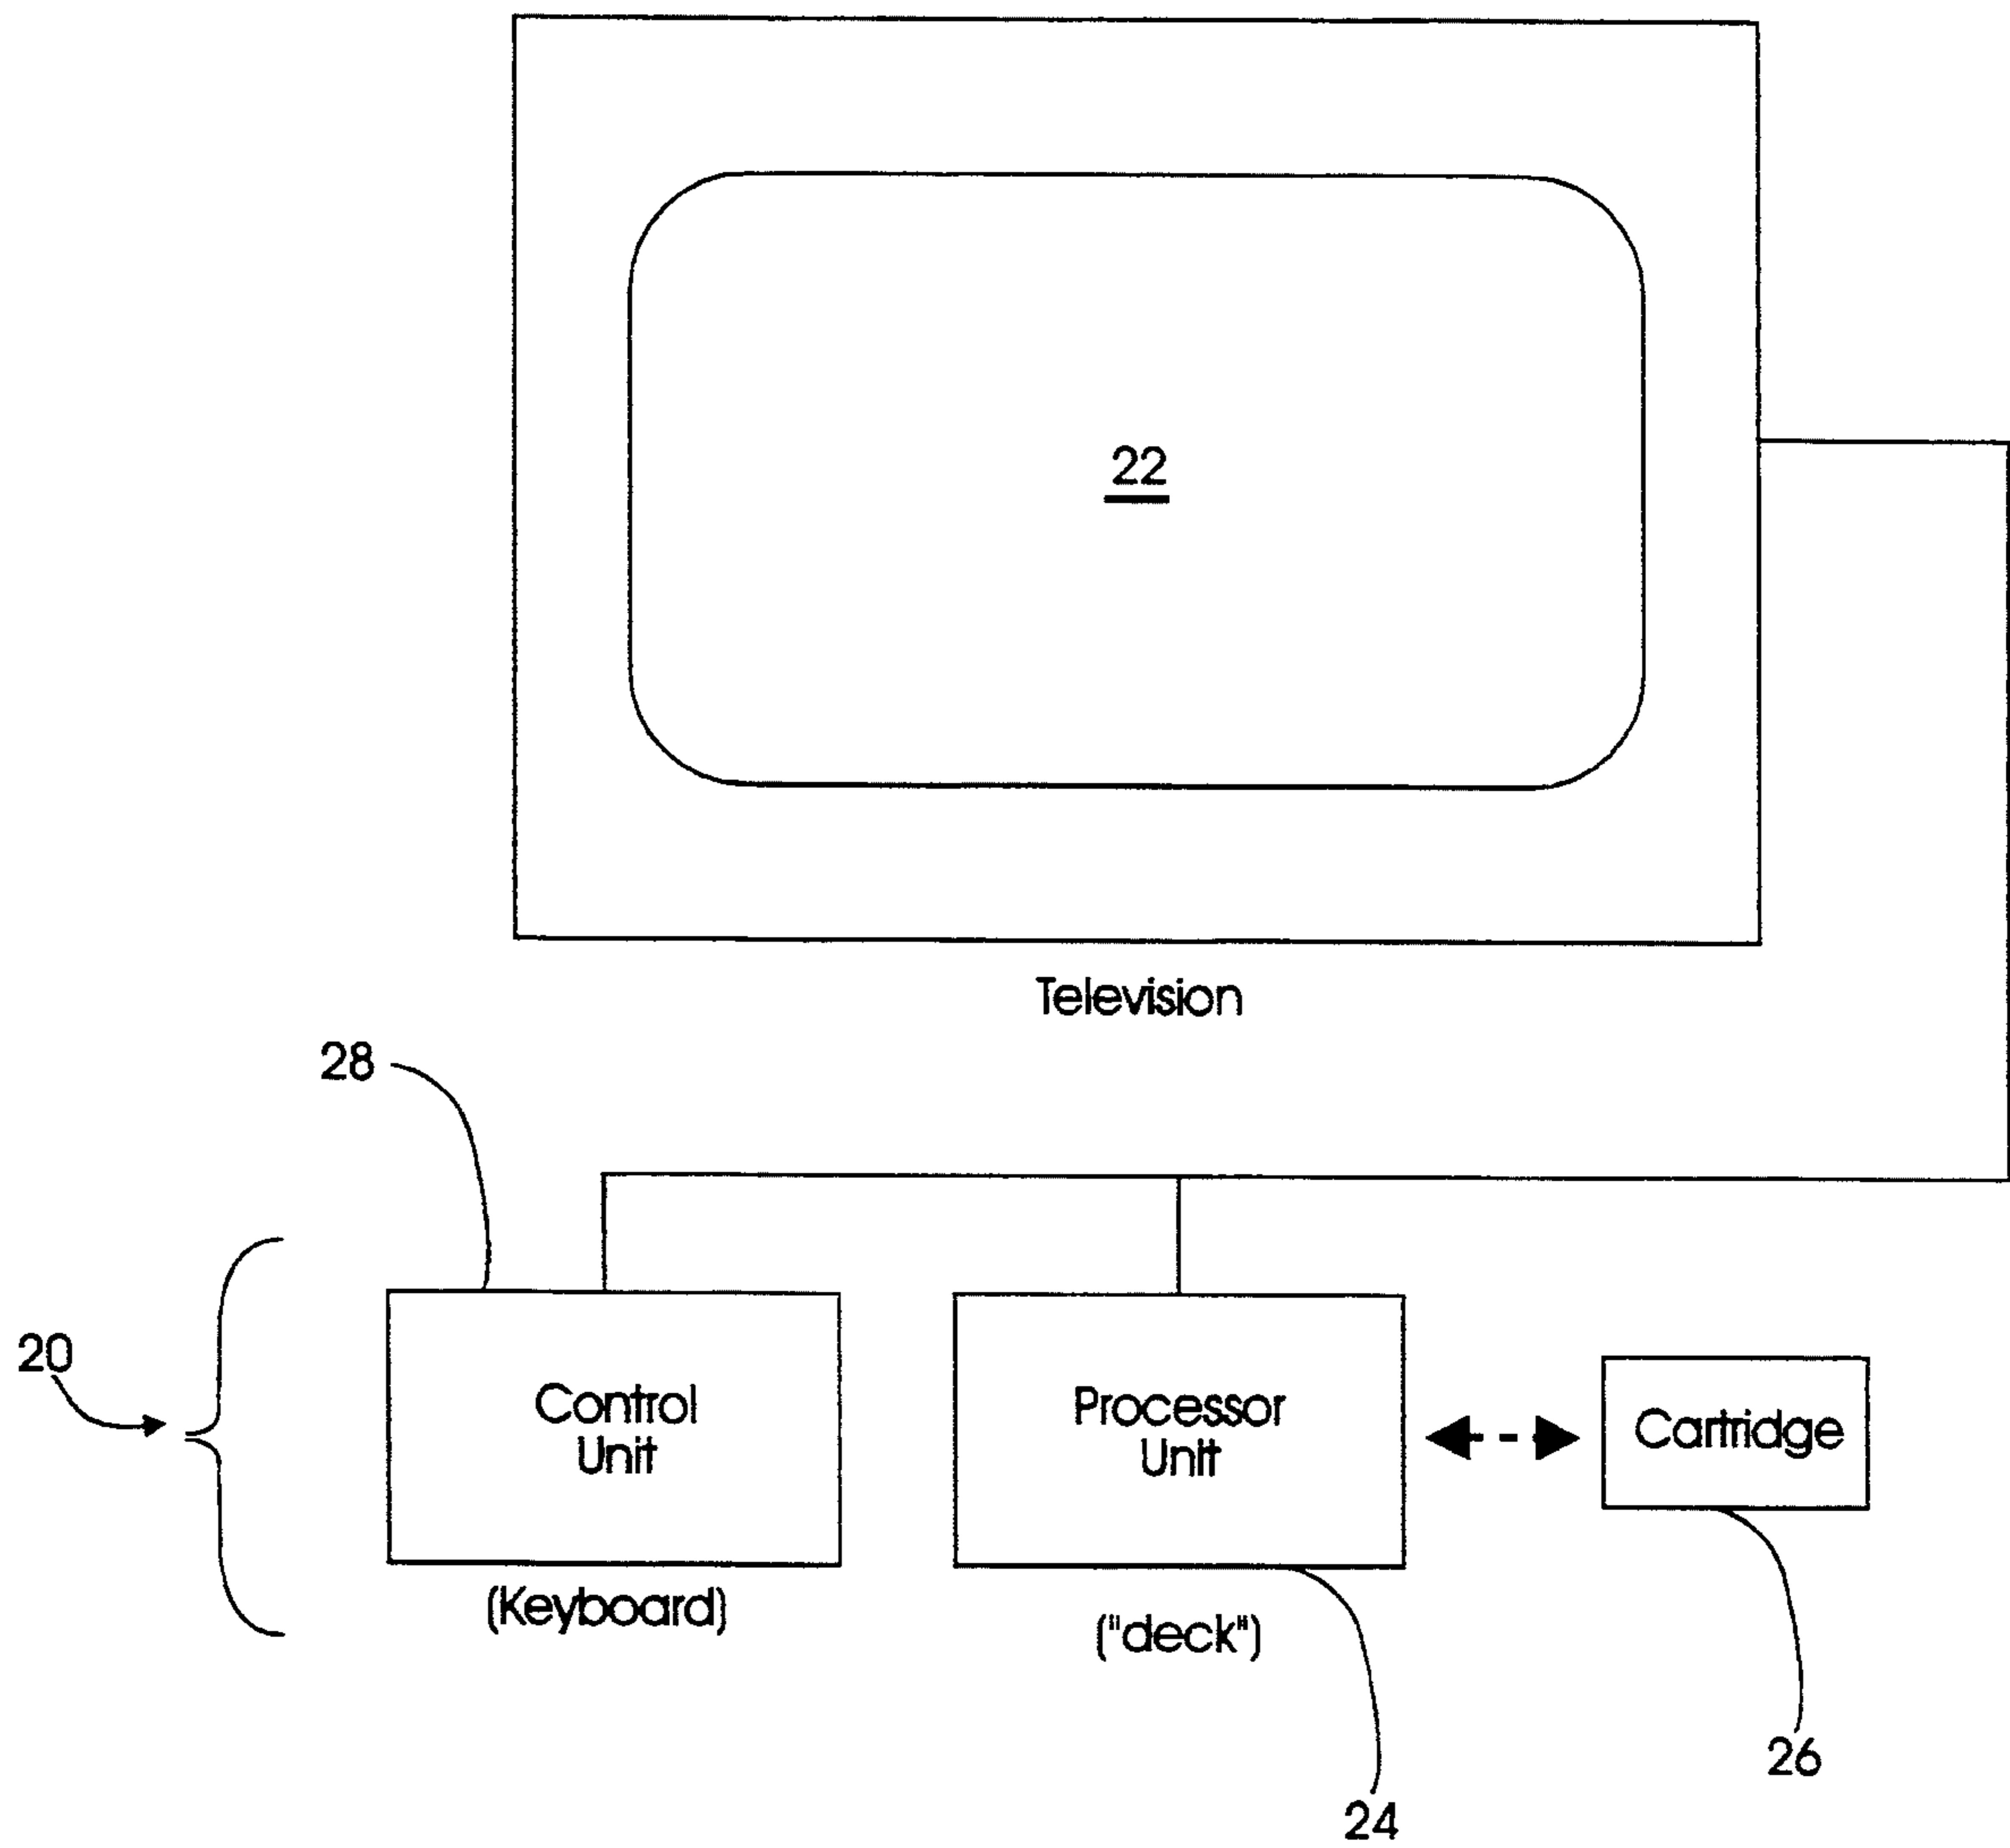 22
Television
28
20
Control
Unit
(Keyboard)
Processor
Unit
("deck")
Cartridge
26
24